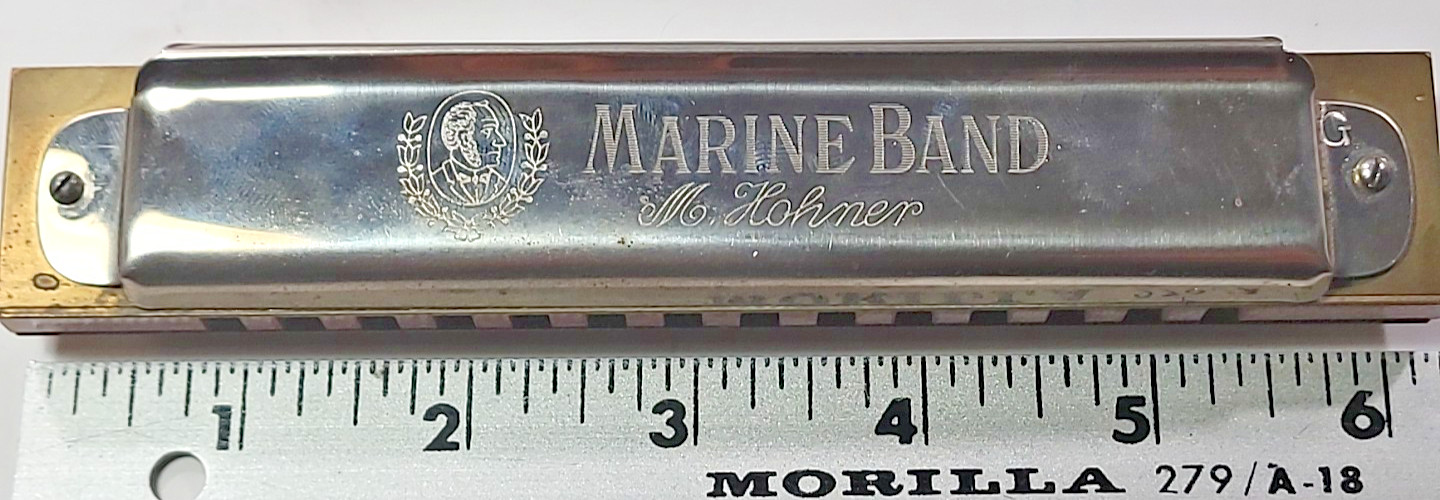 MARINE BAND
M. Hohner
G
1 2 3 4 5 6
MORILLA 279/A-18